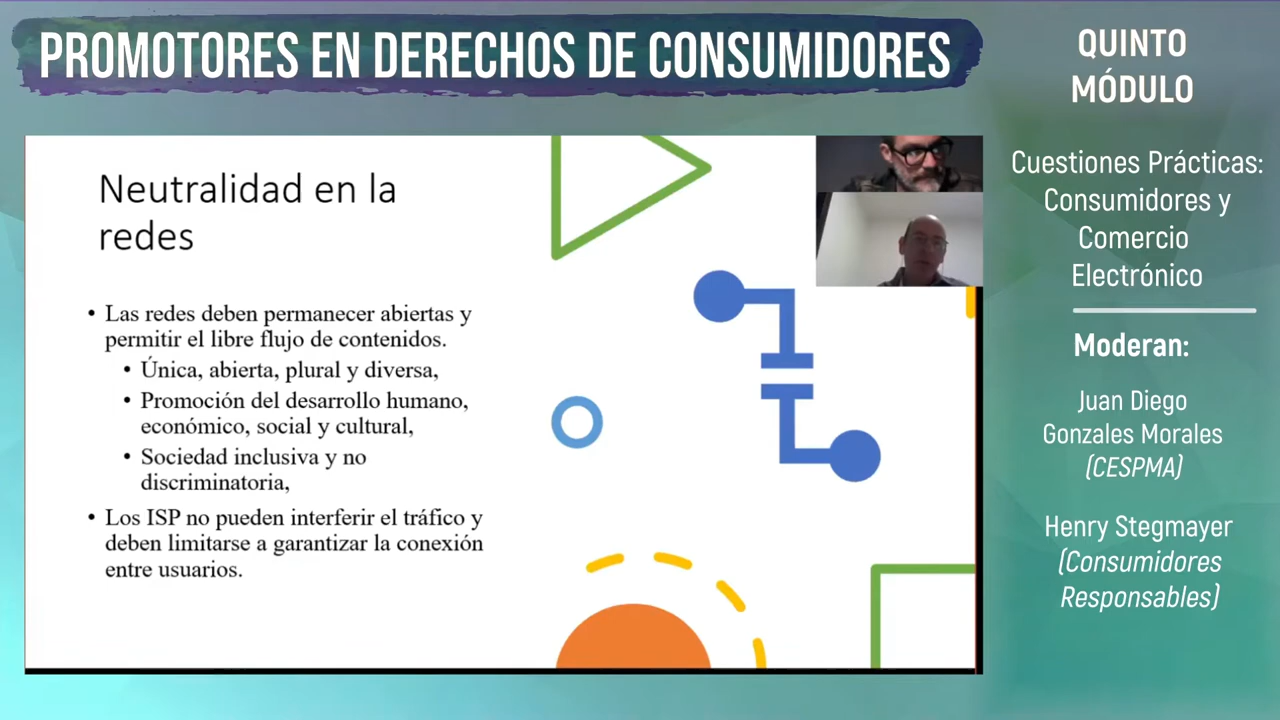 PROMOTORES EN DERECHOS DE CONSUMIDORES
Neutralidad en la
redes
• Las redes deben permanecer abiertas y
permitir el libre flujo de contenidos.
• Única, abierta, plural y diversa,
• Promoción del desarrollo humano,
económico, social y cultural,
• Sociedad inclusiva y no
discriminatoria,
• Los ISP no pueden interferir el tráfico y
deben limitarse a garantizar la conexión
entre usuarios.
QUINTO
MÓDULO
Cuestiones Prácticas:
Consumidores y
Comercio
Electrónico
Moderan:
Juan Diego
Gonzales Morales
(CESPMA)
Henry Stegmayer
(Consumidores
Responsables)